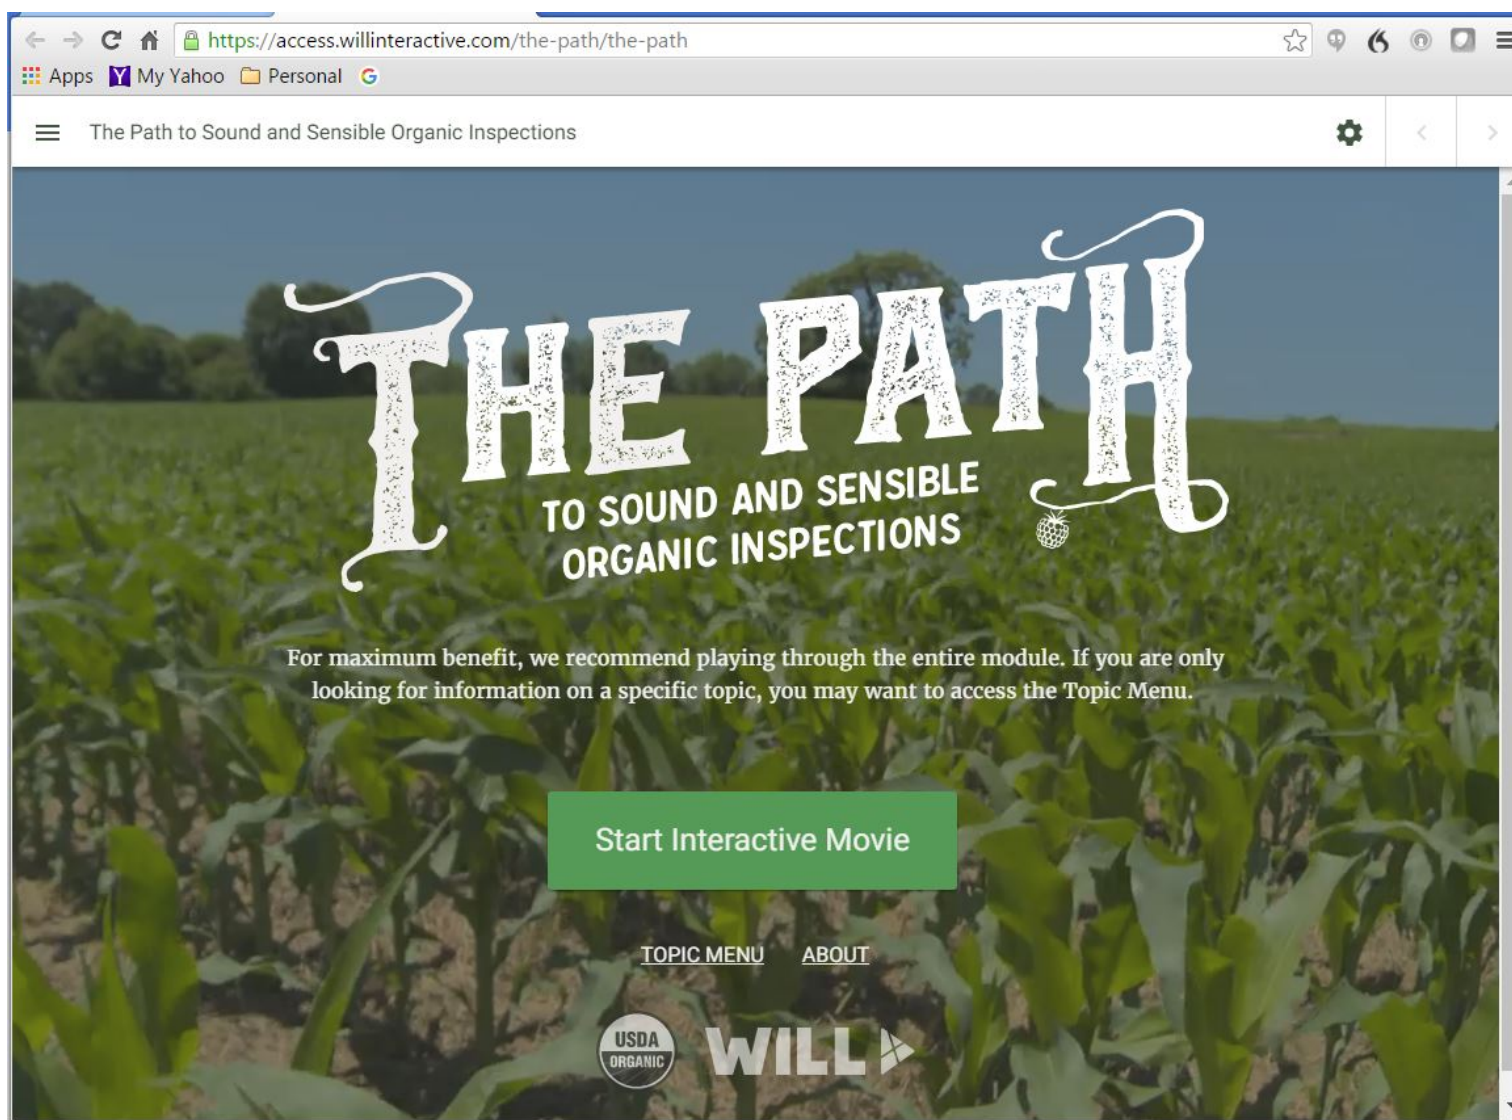 https://access.willinteractive.com/the-path/the-path
Apps My Yahoo Personal G
The Path to Sound and Sensible Organic Inspections
THE PATH
TO SOUND AND SENSIBLE
ORGANIC INSPECTIONS
For maximum benefit, we recommend playing through the entire module. If you are only
looking for information on a specific topic, you may want to access the Topic Menu.
Start Interactive Movie
TOPIC MENU ABOUT
USDA
ORGANIC
WILL